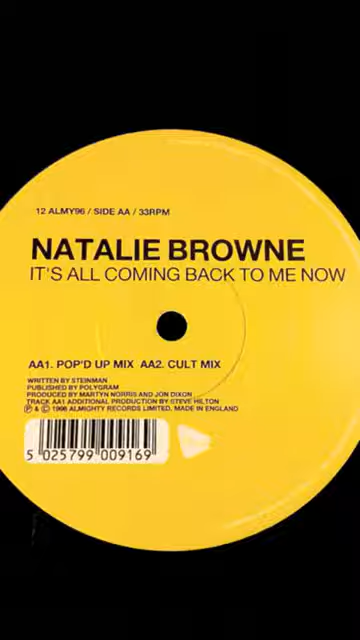 12 ALMY96 / SIDE AA / 33RPM
NATALIE BROWNE
IT'S ALL COMING BACK TO ME NOW
AA1. POP'D UP MIX AA2. CULT MIX
WRITTEN BY STEINMAN
PUBLISHED BY POLYGRAM
PRODUCED BY MARTYN NORRIS AND JON DIXON
TRACK AA1 ADDITIONAL PRODUCTION BY STEVE HILTON
℗ & © 1996 ALMIGHTY RECORDS LIMITED. MADE IN ENGLAND
5 025799 009169